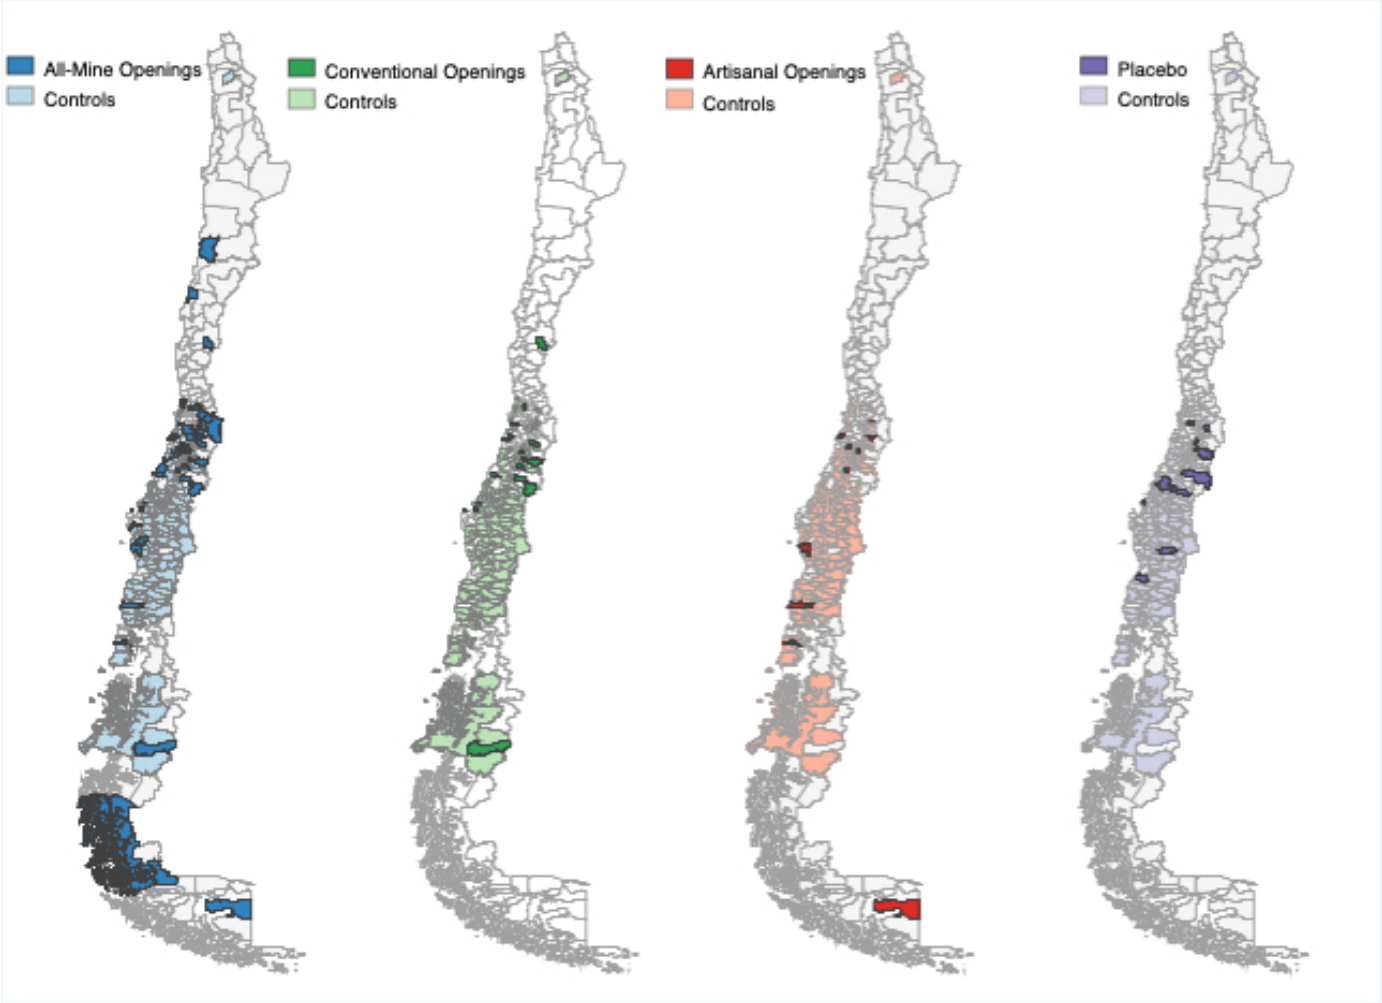 All-Mine Openings
Controls
Conventional Openings
Controls
Artisanal Openings
Controls
Placebo
Controls